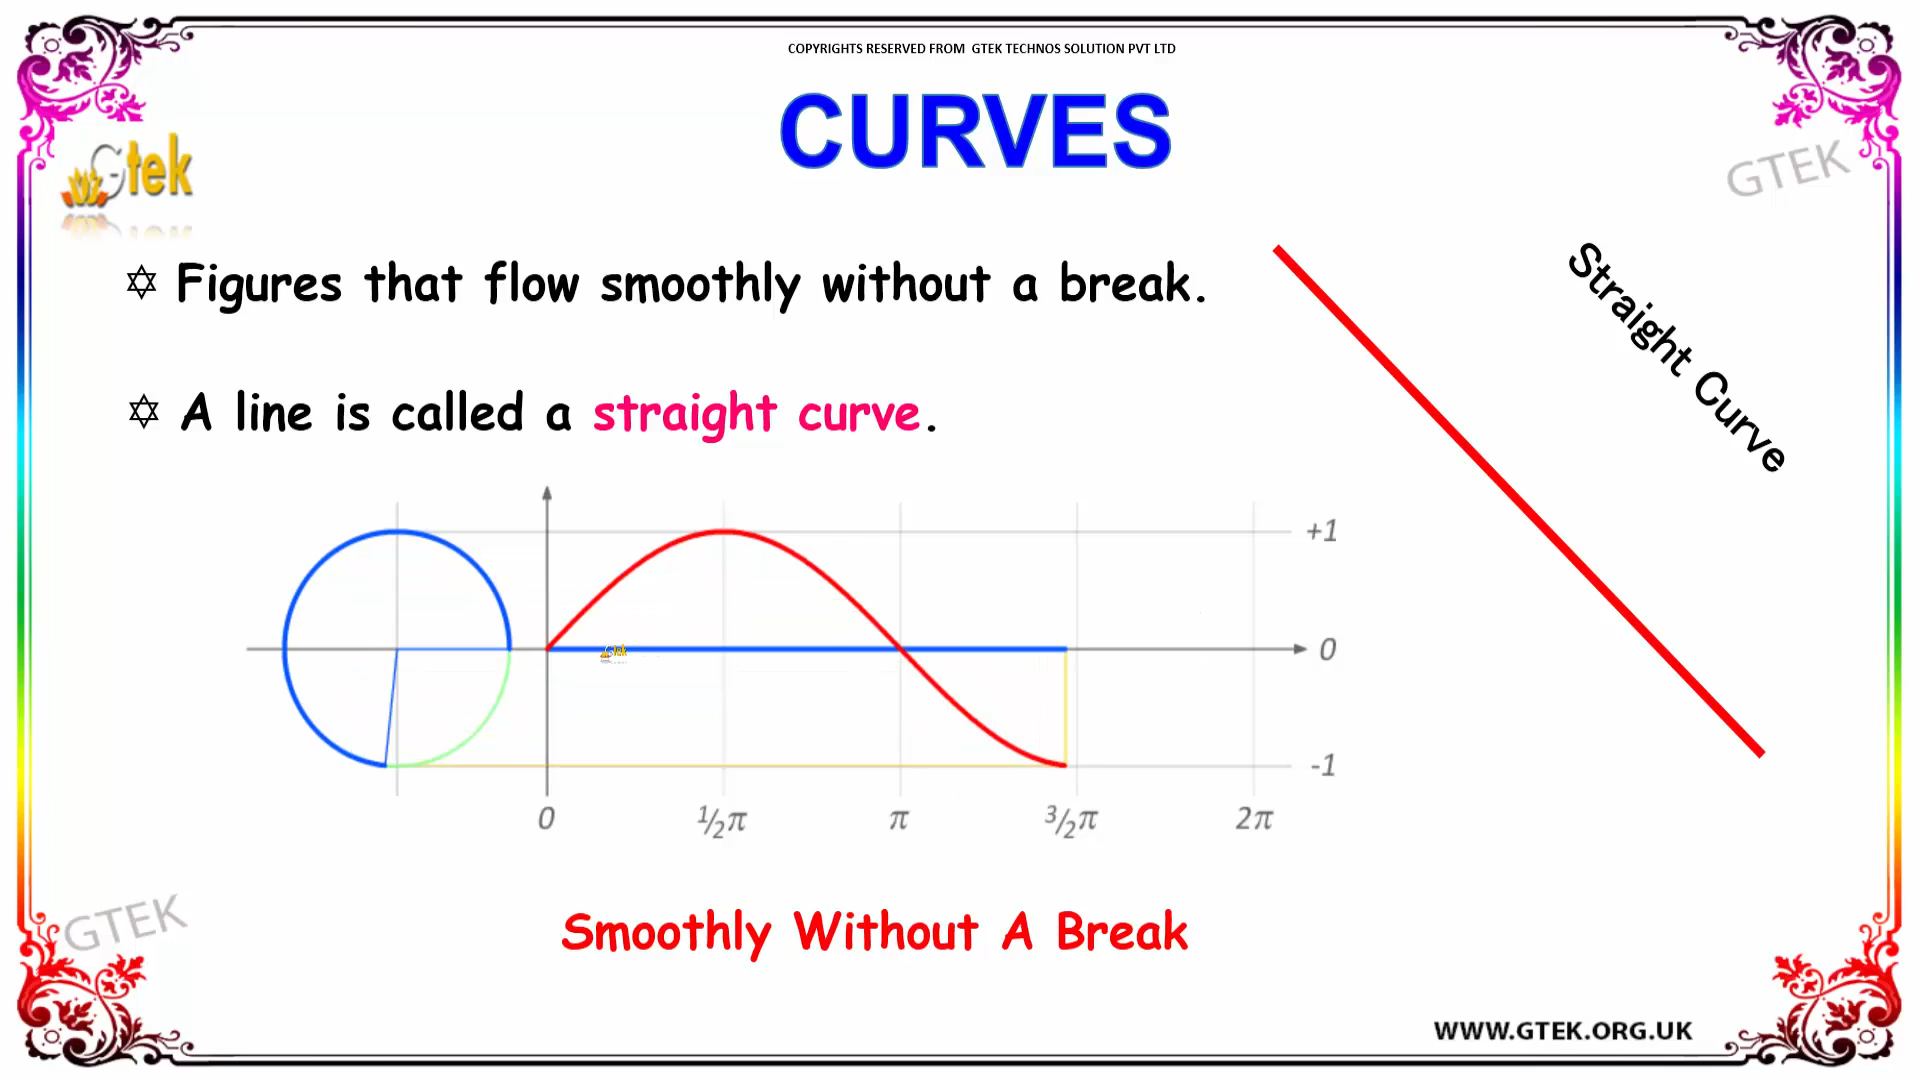 COPYRIGHTS RESERVED FROM GTEK TECHNOS SOLUTION PVT LTD
CURVES
Gtek
GTEK
✡ Figures that flow smoothly without a break.
Straight Curve
✡ A line is called a straight curve.
+1
0
Gtek
-1
0 1/2π π 3/2π 2π
GTEK
Smoothly Without A Break
WWW.GTEK.ORG.UK